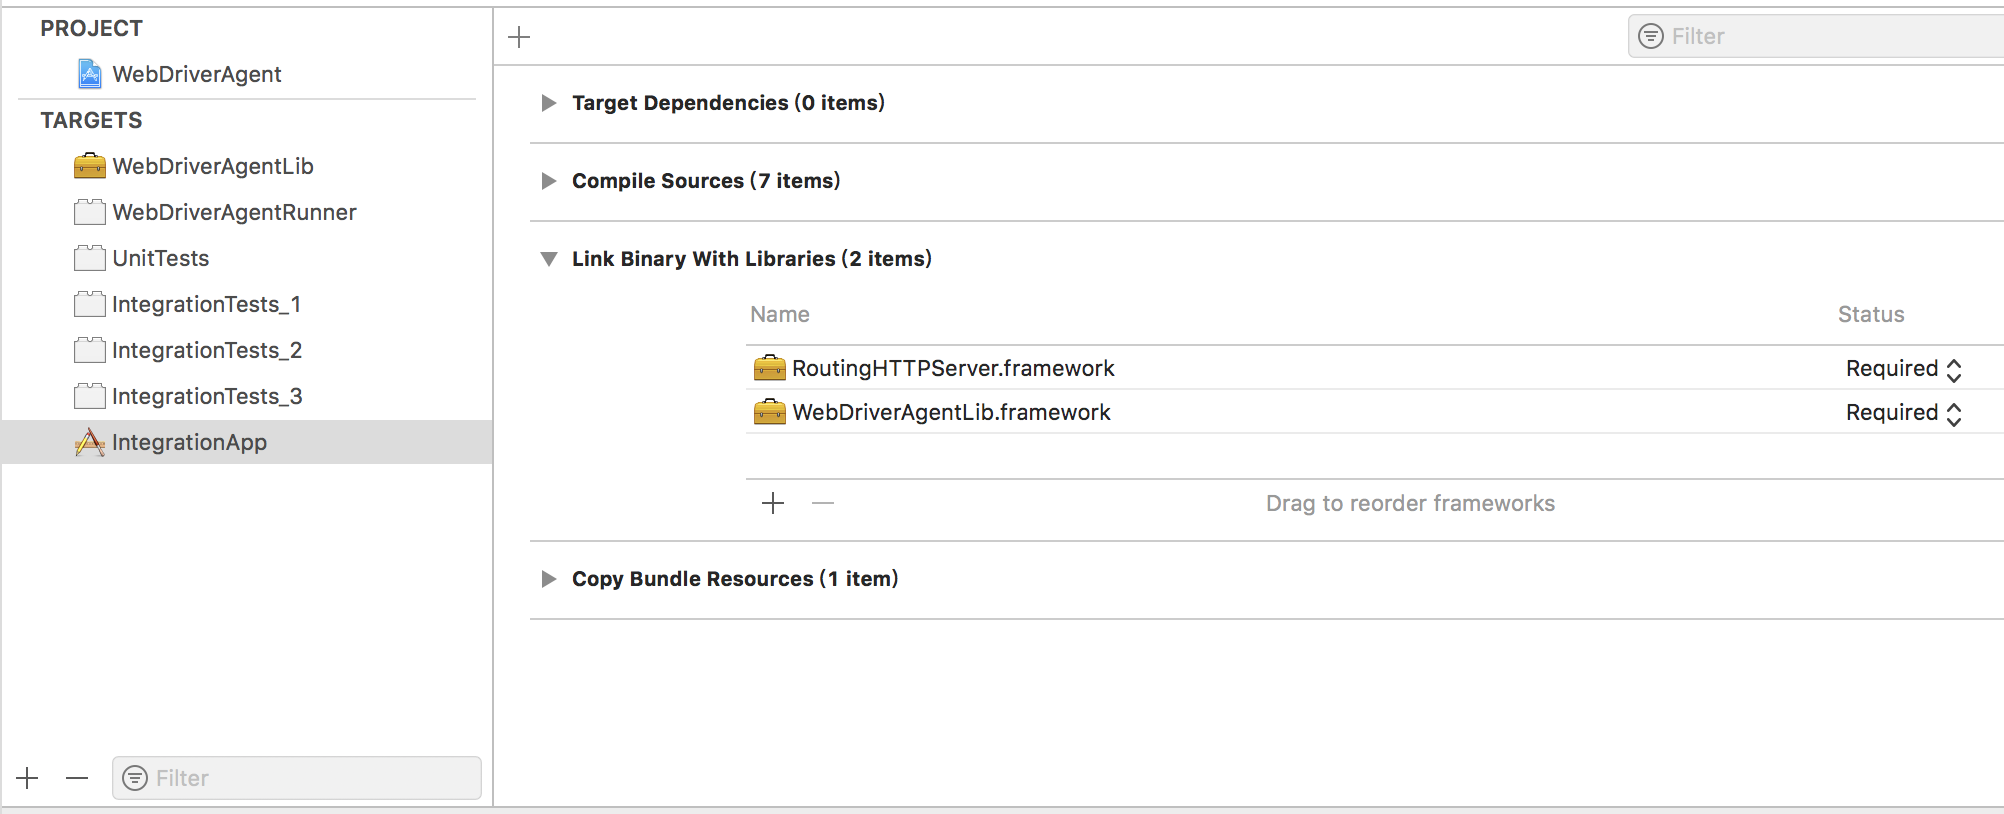 PROJECT
WebDriverAgent
TARGETS
WebDriverAgentLib
WebDriverAgentRunner
UnitTests
IntegrationTests_1
IntegrationTests_2
IntegrationTests_3
IntegrationApp
Filter
Filter
Target Dependencies (0 items)
Compile Sources (7 items)
Link Binary With Libraries (2 items)
Name Status
RoutingHTTPServer.framework Required
WebDriverAgentLib.framework Required
Drag to reorder frameworks
Copy Bundle Resources (1 item)